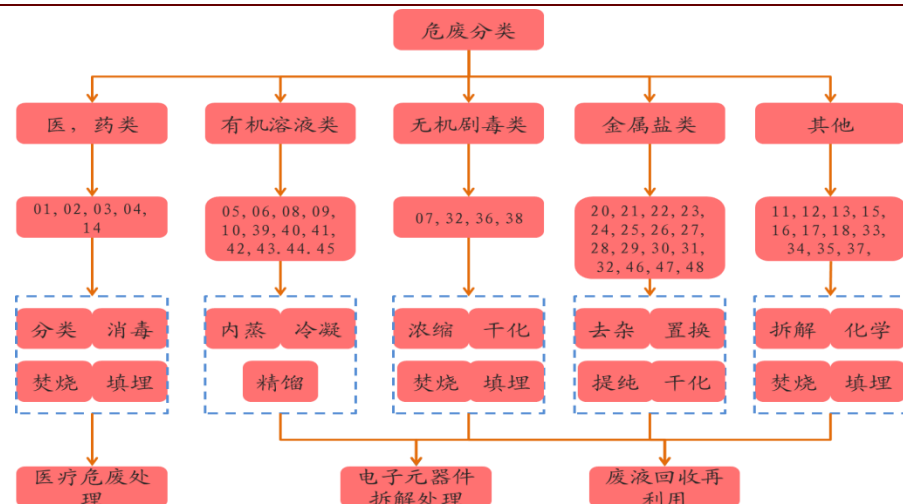 危废分类
医，药类
有机溶液类
无机剧毒类
金属盐类
其他
01, 02, 03, 04,
14
05, 06, 08, 09,
10, 39, 40, 41,
42, 43. 44. 45
07, 32, 36, 38
20, 21, 22, 23,
24, 25, 26, 27,
28, 29, 30, 31,
32, 46, 47, 48
11, 12, 13, 15,
16, 17, 18, 33,
34, 35, 37,
分类 消毒
焚烧 填埋
内蒸 冷凝
精馏
浓缩 干化
焚烧 填埋
去杂 置换
提纯 干化
拆解 化学
焚烧 填埋
医疗危废处
理
电子元器件
拆解处理
废液回收再
利用